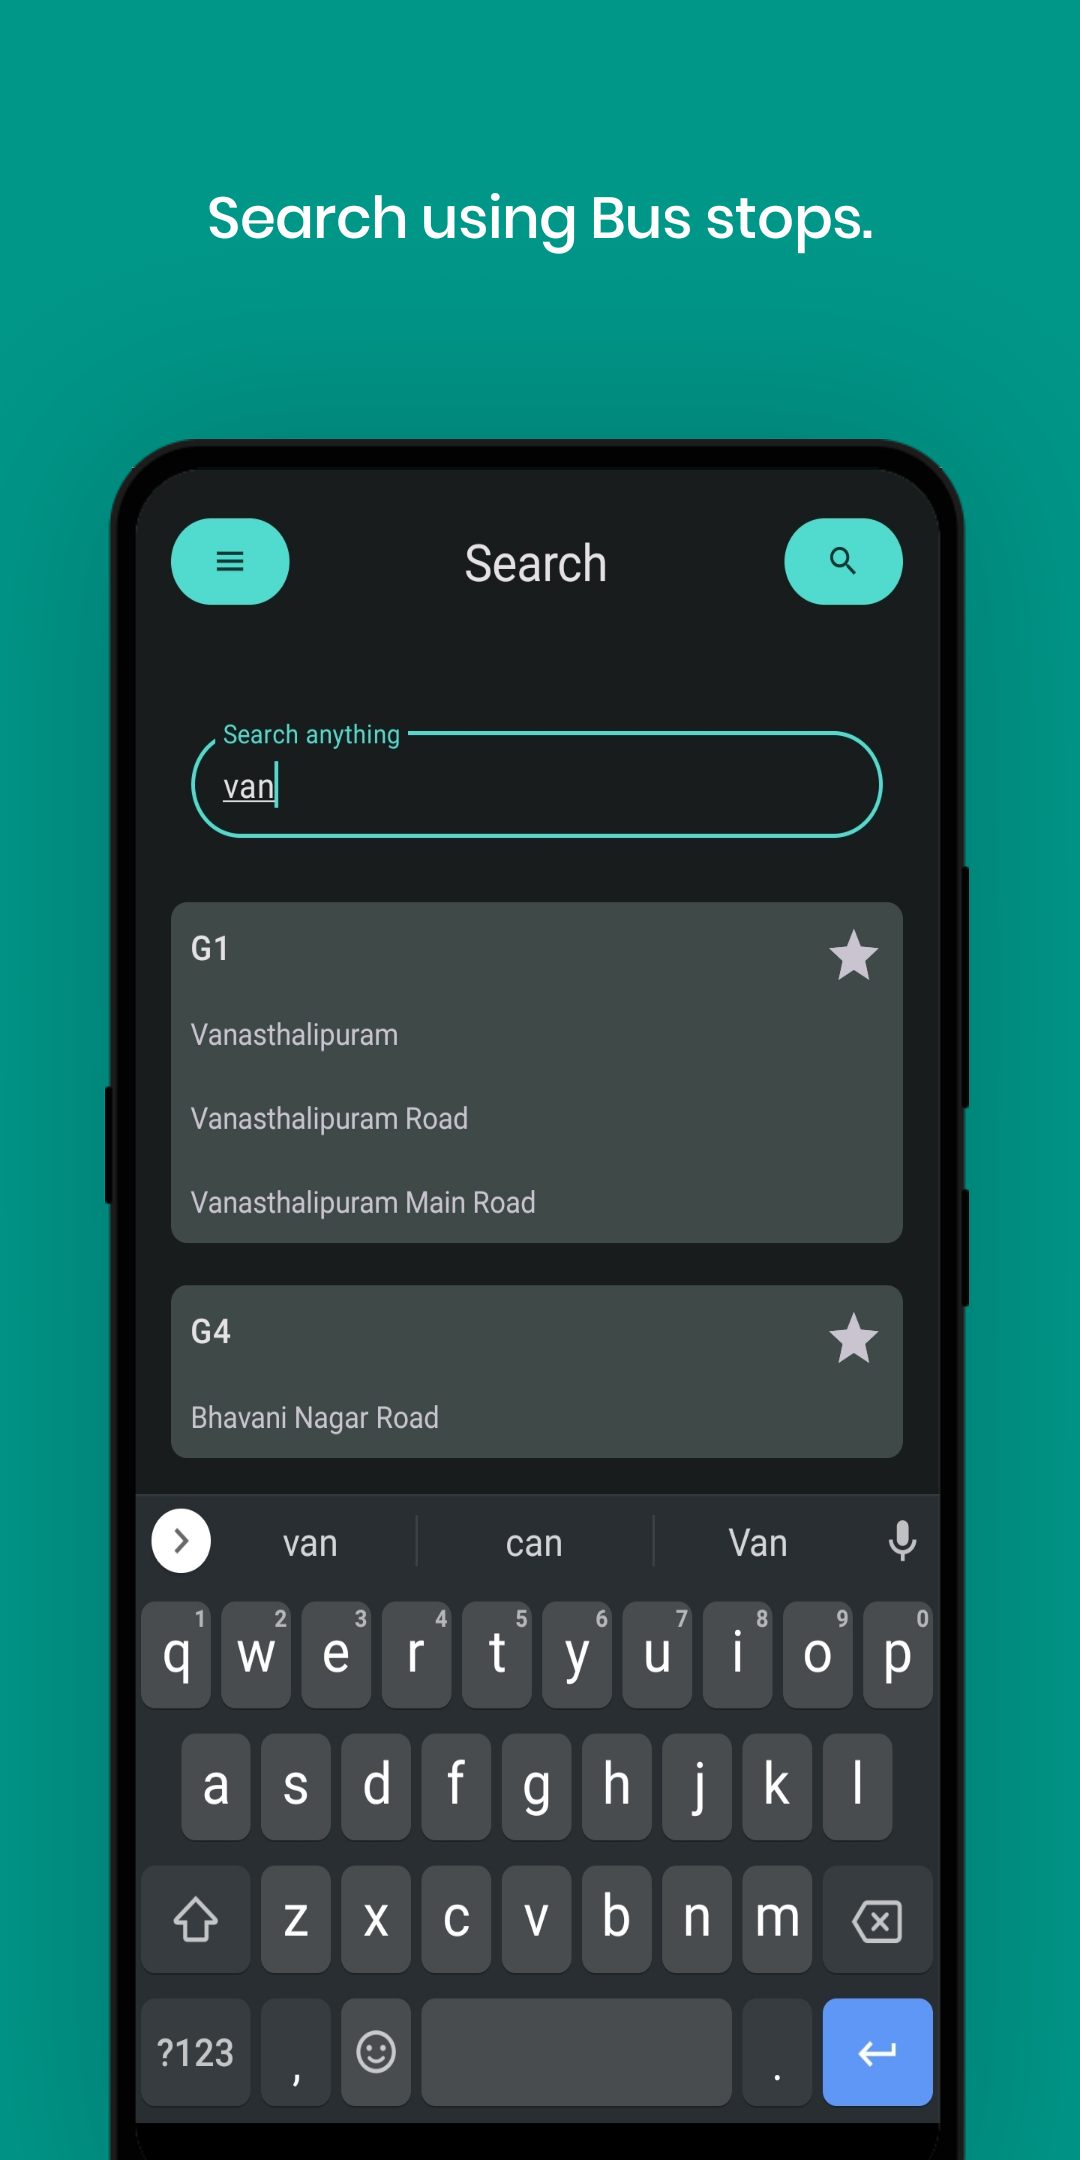 Search using Bus stops.
Search
Search anything
van
G1
Vanasthalipuram
Vanasthalipuram Road
Vanasthalipuram Main Road
G4
Bhavani Nagar Road
van can Van
1 2 3 4 5 6 7 8 9 0
q w e r t y u i o p
a s d f g h j k l
z x c v b n m
?123 , .